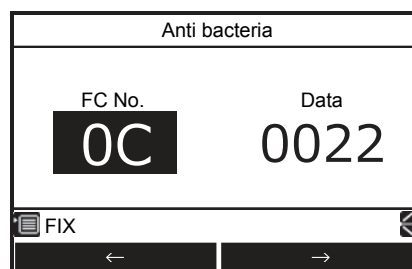 Anti bacteria
FC No.
Data
0C
0022
FIX
← →